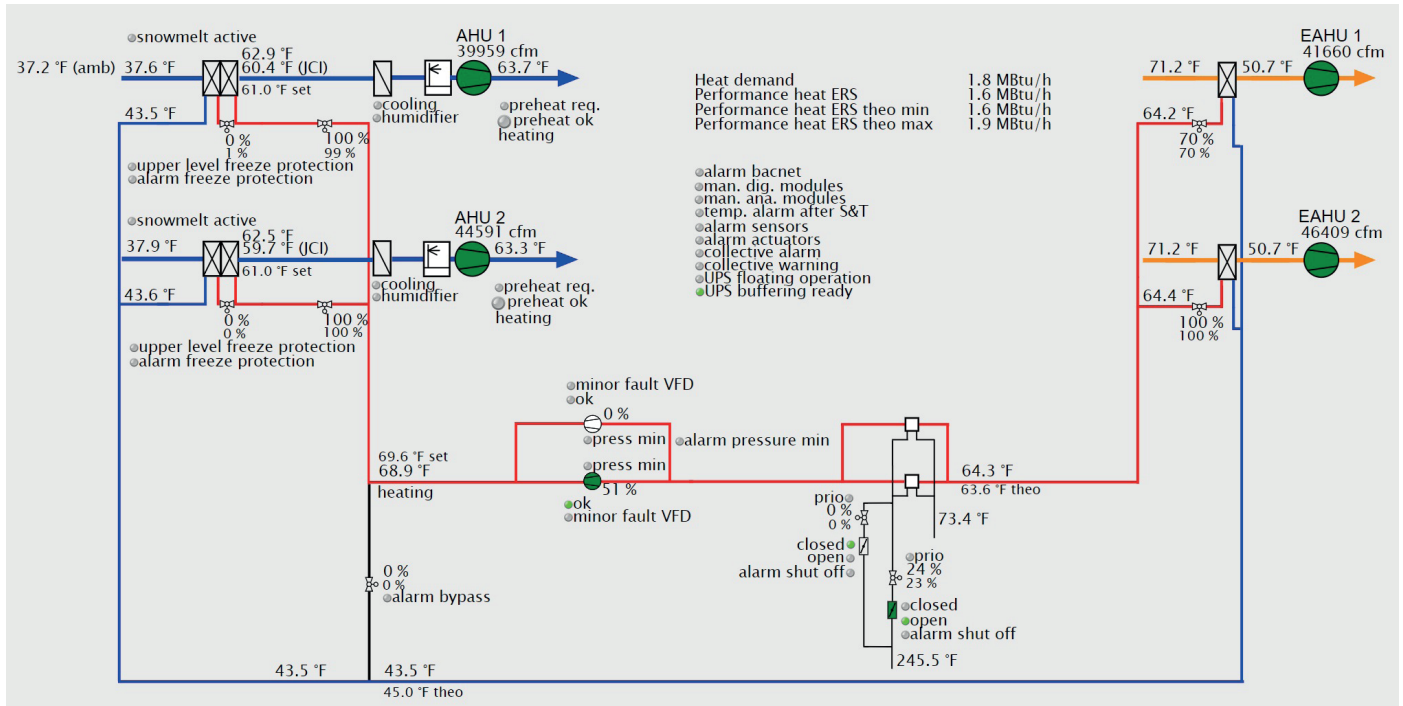 snowmelt active
37.2 °F (amb)
37.6 °F
62.9 °F
60.4 °F (JCI)
61.0 °F set
AHU 1
39959 cfm
63.7 °F
cooling
humidifier
preheat req.
preheat ok
heating
43.5 °F
0 %
1 %
100 %
99 %
upper level freeze protection
alarm freeze protection
snowmelt active
37.9 °F
62.5 °F
59.7 °F (JCI)
61.0 °F set
AHU 2
44591 cfm
63.3 °F
cooling
humidifier
preheat req.
preheat ok
heating
43.6 °F
0 %
0 %
100 %
100 %
upper level freeze protection
alarm freeze protection
Heat demand 1.8 MBtu/h
Performance heat ERS 1.6 MBtu/h
Performance heat ERS theo min 1.6 MBtu/h
Performance heat ERS theo max 1.9 MBtu/h
alarm bacnet
man. dig. modules
man. ana. modules
temp. alarm after S&T
alarm sensors
alarm actuators
collective alarm
collective warning
UPS floating operation
UPS buffering ready
EAHU 1
41660 cfm
71.2 °F
50.7 °F
64.2 °F
70 %
70 %
EAHU 2
46409 cfm
71.2 °F
50.7 °F
64.4 °F
100 %
100 %
minor fault VFD
ok
0 %
press min
alarm pressure min
press min
51 %
ok
minor fault VFD
69.6 °F set
68.9 °F
heating
64.3 °F
63.6 °F theo
prio
0 %
0 %
73.4 °F
closed
open
alarm shut off
prio
24 %
23 %
closed
open
alarm shut off
245.5 °F
0 %
0 %
alarm bypass
43.5 °F
43.5 °F
45.0 °F theo